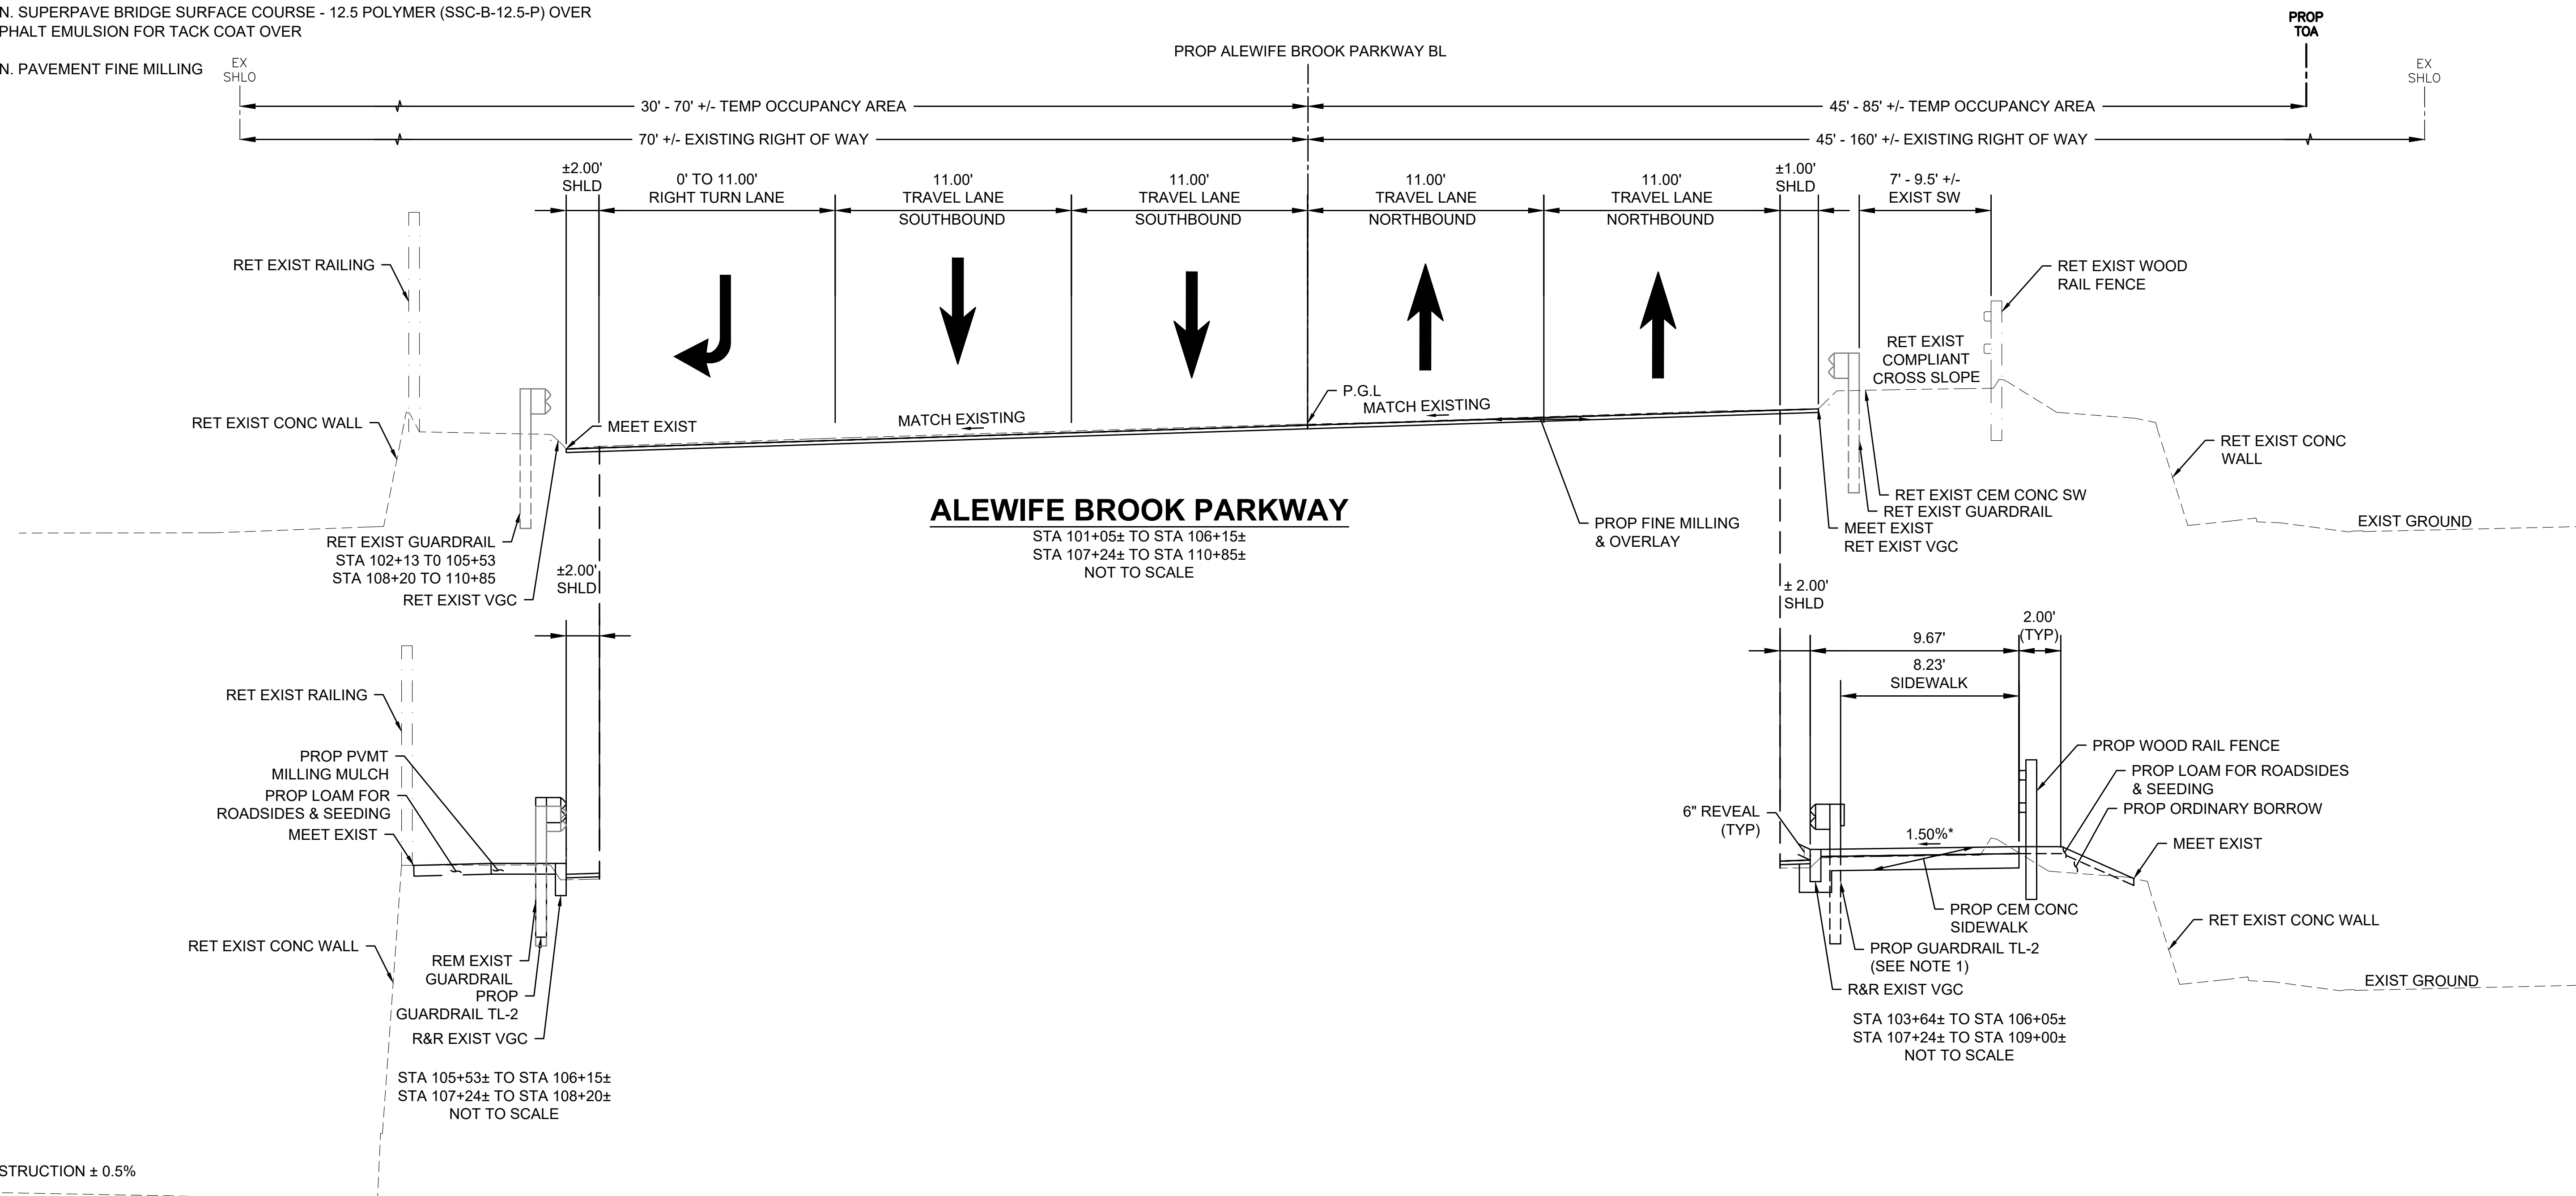 N. SUPERPAVE BRIDGE SURFACE COURSE - 12.5 POLYMER (SSC-B-12.5-P) OVER
PHALT EMULSION FOR TACK COAT OVER
N. PAVEMENT FINE MILLING
EX
SHLO
PROP ALEWIFE BROOK PARKWAY BL
PROP
TOA
EX
SHLO
30' - 70' +/- TEMP OCCUPANCY AREA
45' - 85' +/- TEMP OCCUPANCY AREA
70' +/- EXISTING RIGHT OF WAY
45' - 160' +/- EXISTING RIGHT OF WAY
±2.00'
SHLD
0' TO 11.00'
RIGHT TURN LANE
11.00'
TRAVEL LANE
SOUTHBOUND
11.00'
TRAVEL LANE
SOUTHBOUND
11.00'
TRAVEL LANE
NORTHBOUND
11.00'
TRAVEL LANE
NORTHBOUND
±1.00'
SHLD
7' - 9.5' +/-
EXIST SW
RET EXIST RAILING
RET EXIST WOOD
RAIL FENCE
RET EXIST
COMPLIANT
CROSS SLOPE
RET EXIST CONC WALL
MEET EXIST
MATCH EXISTING
P.G.L
MATCH EXISTING
RET EXIST CONC
WALL
RET EXIST CEM CONC SW
RET EXIST GUARDRAIL
MEET EXIST
RET EXIST VGC
EXIST GROUND
PROP FINE MILLING
& OVERLAY
ALEWIFE BROOK PARKWAY
STA 101+05± TO STA 106+15±
STA 107+24± TO STA 110+85±
NOT TO SCALE
RET EXIST GUARDRAIL
STA 102+13 T0 105+53
STA 108+20 TO 110+85
RET EXIST VGC
±2.00'
SHLD
± 2.00'
SHLD
9.67'
2.00'
(TYP)
8.23'
SIDEWALK
RET EXIST RAILING
PROP PVMT
MILLING MULCH
PROP LOAM FOR
ROADSIDES & SEEDING
MEET EXIST
RET EXIST CONC WALL
REM EXIST
GUARDRAIL
PROP
GUARDRAIL TL-2
R&R EXIST VGC
STA 105+53± TO STA 106+15±
STA 107+24± TO STA 108+20±
NOT TO SCALE
6" REVEAL
(TYP)
1.50%*
PROP WOOD RAIL FENCE
PROP LOAM FOR ROADSIDES
& SEEDING
PROP ORDINARY BORROW
MEET EXIST
PROP CEM CONC
SIDEWALK
PROP GUARDRAIL TL-2
(SEE NOTE 1)
R&R EXIST VGC
RET EXIST CONC WALL
EXIST GROUND
STA 103+64± TO STA 106+05±
STA 107+24± TO STA 109+00±
NOT TO SCALE
STRUCTION ± 0.5%